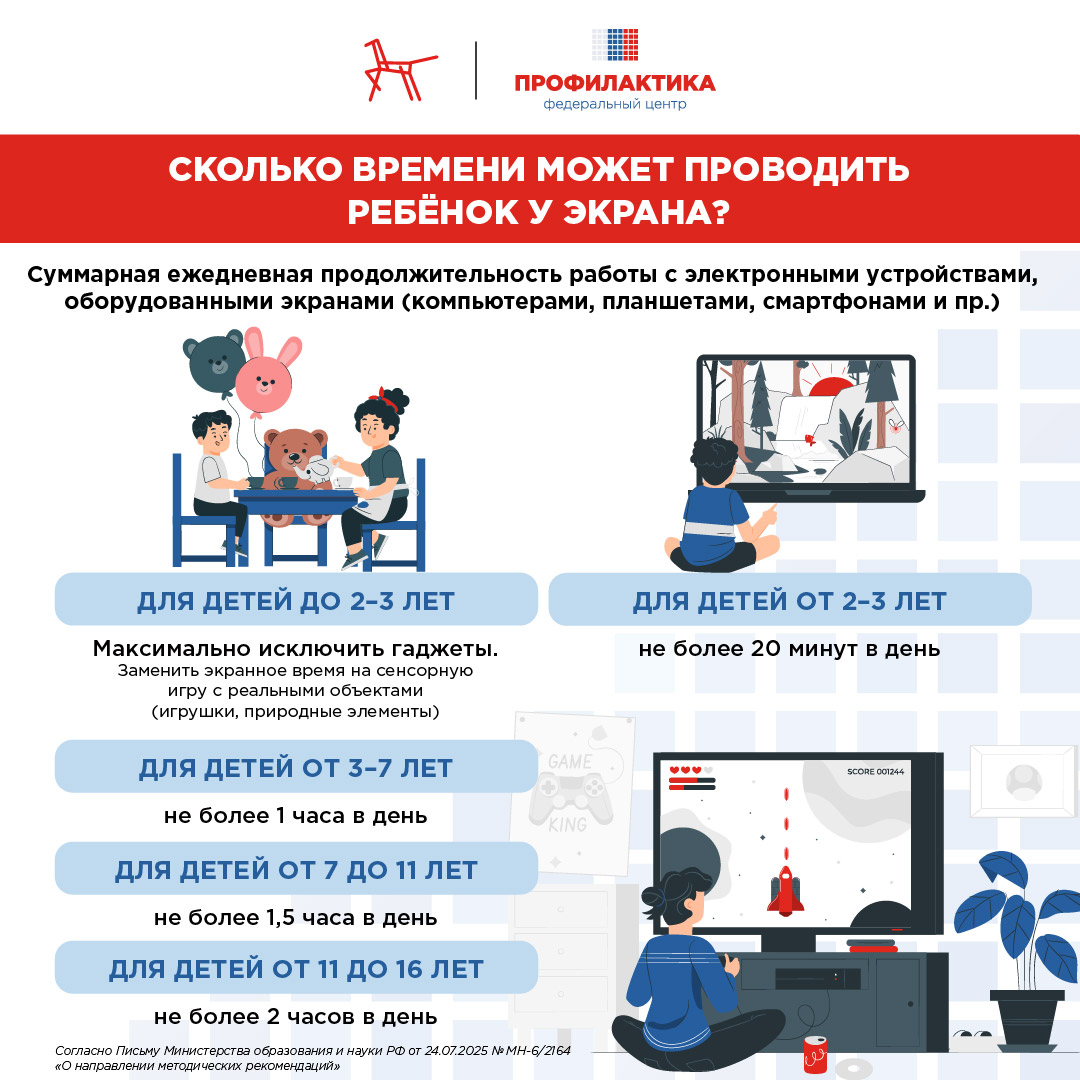 ПРОФИЛАКТИКА
федеральный центр
СКОЛЬКО ВРЕМЕНИ МОЖЕТ ПРОВОДИТЬ
РЕБЁНОК У ЭКРАНА?
Суммарная ежедневная продолжительность работы с электронными устройствами,
оборудованными экранами (компьютерами, планшетами, смартфонами и пр.)
ДЛЯ ДЕТЕЙ ДО 2–3 ЛЕТ
Максимально исключить гаджеты.
Заменить экранное время на сенсорную
игру с реальными объектами
(игрушки, природные элементы)
ДЛЯ ДЕТЕЙ ОТ 2–3 ЛЕТ
не более 20 минут в день
ДЛЯ ДЕТЕЙ ОТ 3–7 ЛЕТ
не более 1 часа в день
ДЛЯ ДЕТЕЙ ОТ 7 ДО 11 ЛЕТ
не более 1,5 часа в день
ДЛЯ ДЕТЕЙ ОТ 11 ДО 16 ЛЕТ
не более 2 часов в день
GAME
KING
SCORE 001244
Согласно Письму Министерства образования и науки РФ от 24.07.2025 № МН-6/2164
«О направлении методических рекомендаций»